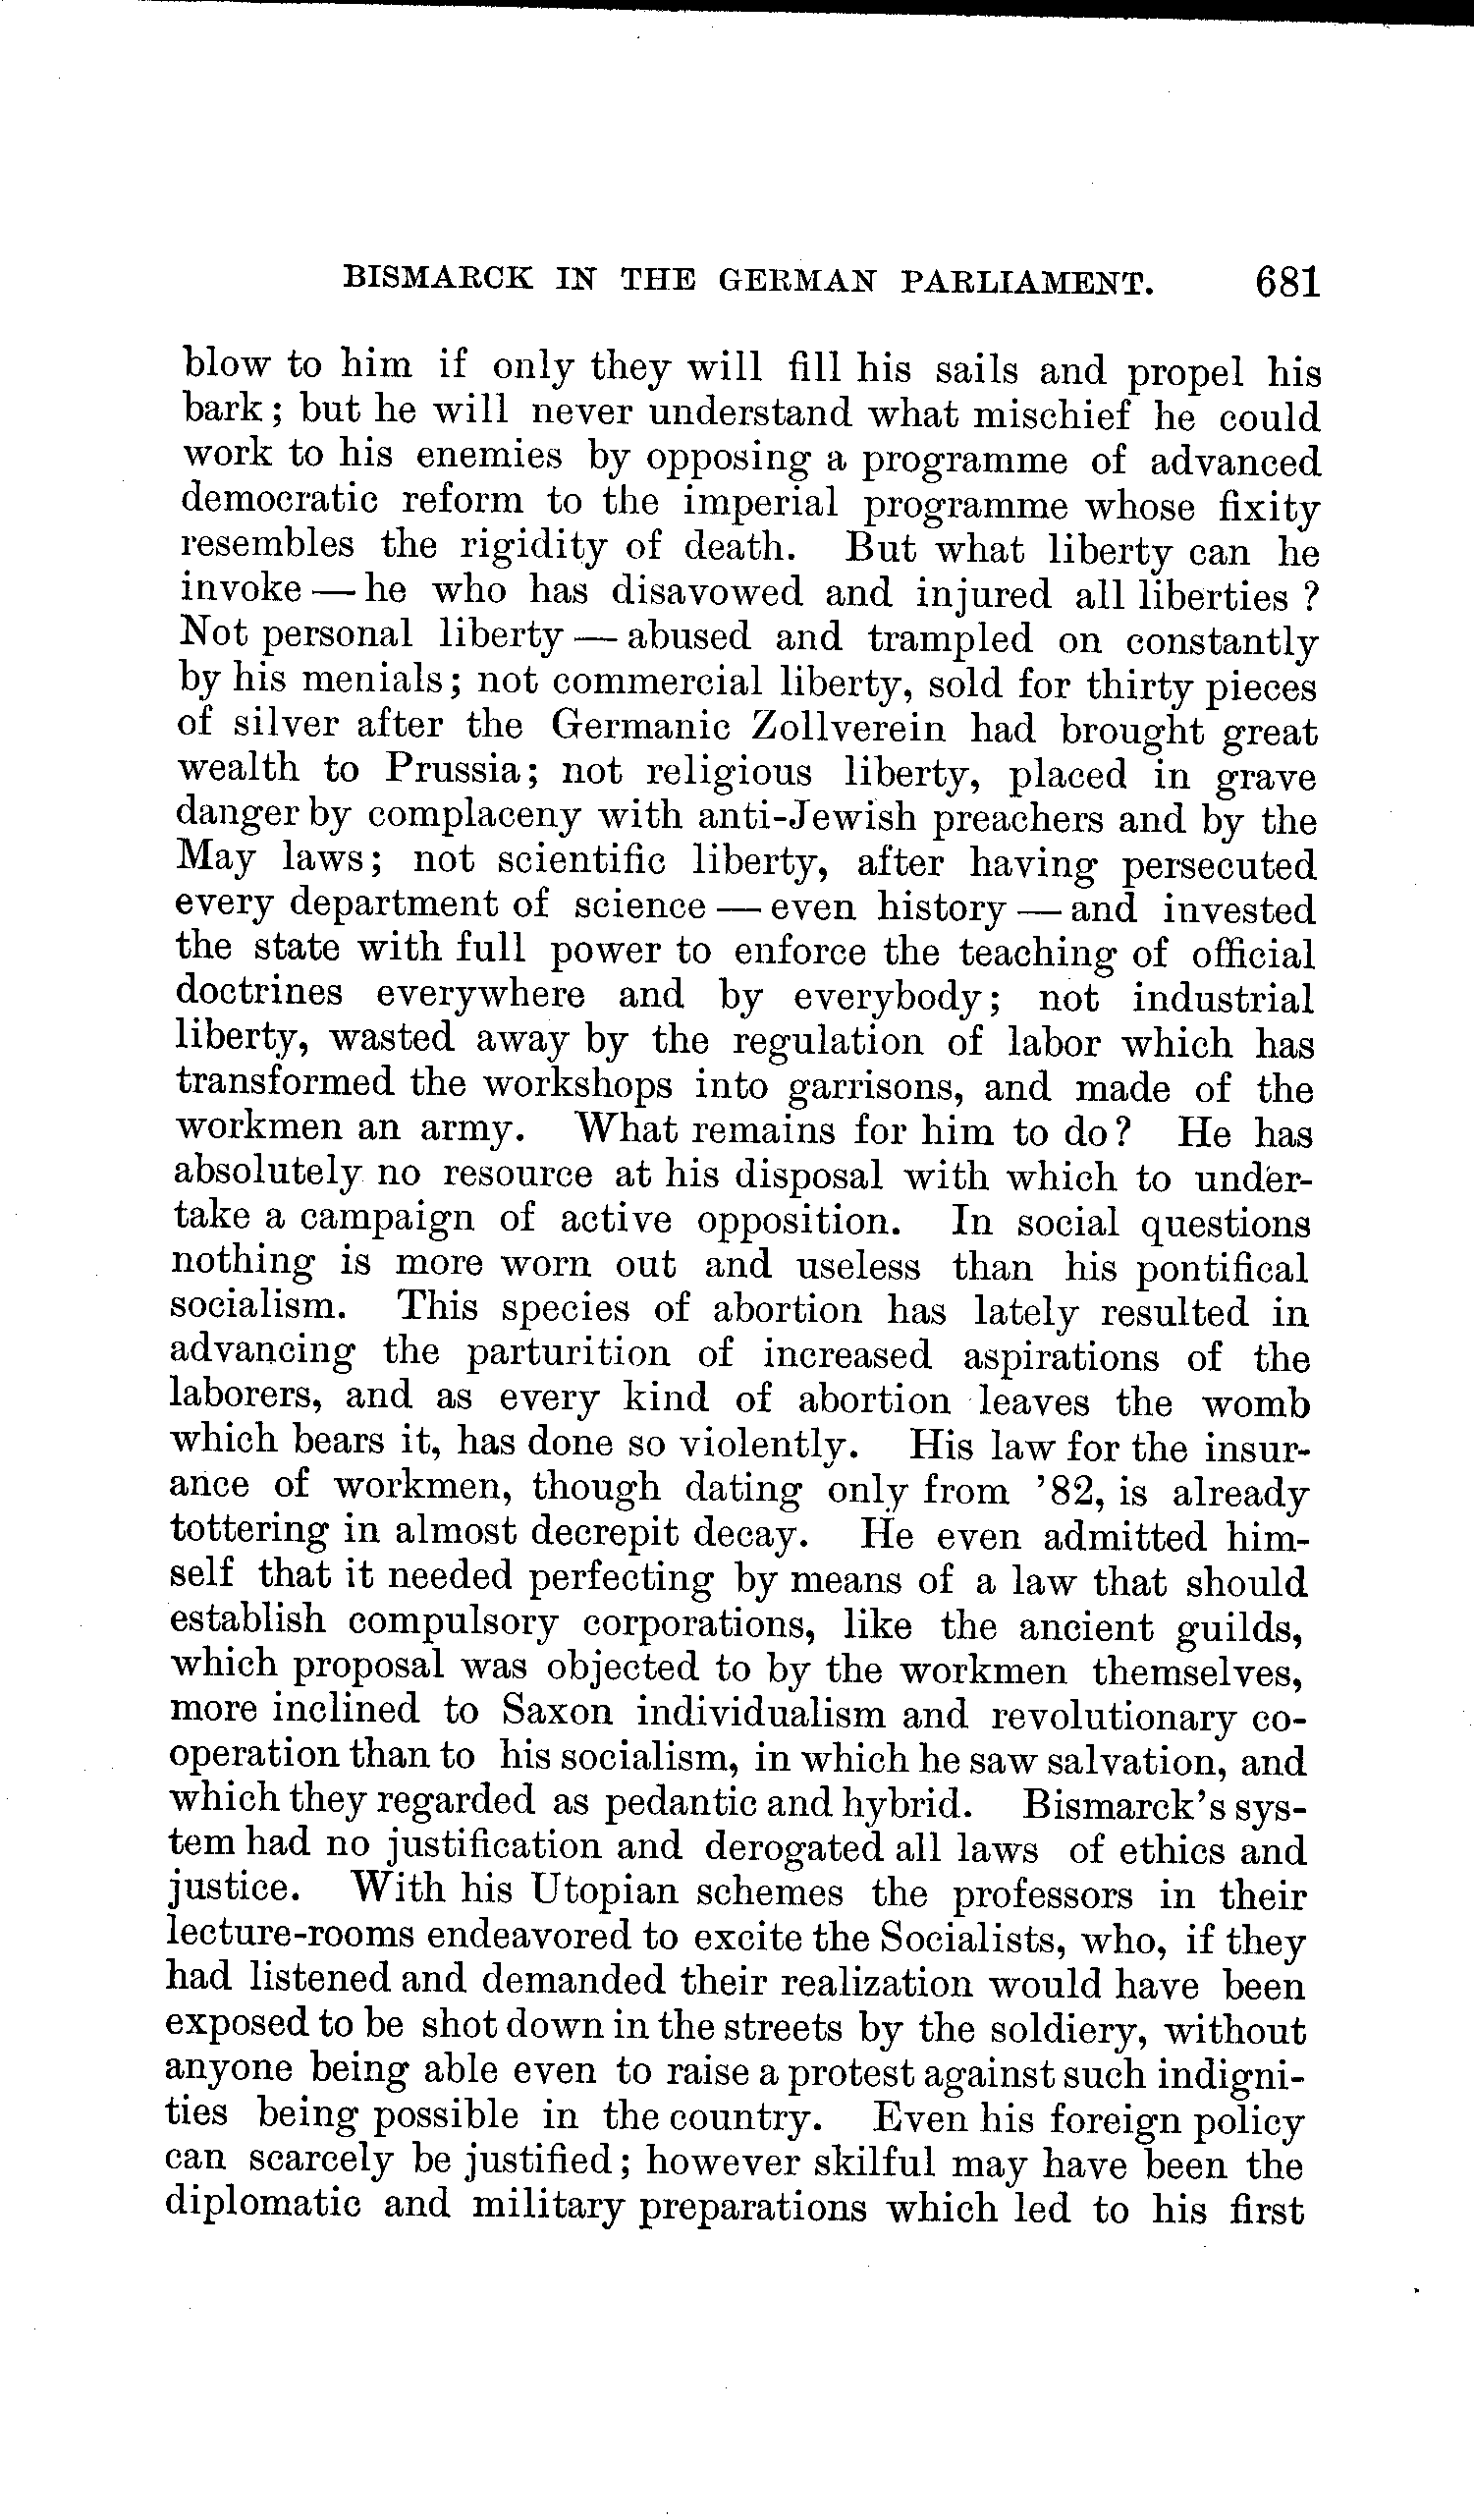 BISMARCK IN THE GERMAN PARLIAMENT. 681
blow to him if only they will fill his sails and propel his
bark; but he will never understand what mischief he could
work to his enemies by opposing a programme of advanced
democratic reform to the imperial programme whose fixity
resembles the rigidity of death. But what liberty can he
invoke — he who has disavowed and injured all liberties ?
Not personal liberty — abused and trampled on constantly
by his menials; not commercial liberty, sold for thirty pieces
of silver after the Germanic Zollverein had brought great
wealth to Prussia; not religious liberty, placed in grave
danger by complaceny with anti-Jewish preachers and by the
May laws; not scientific liberty, after having persecuted
every department of science — even history — and invested
the state with full power to enforce the teaching of official
doctrines everywhere and by everybody; not industrial
liberty, wasted away by the regulation of labor which has
transformed the workshops into garrisons, and made of the
workmen an army. What remains for him to do? He has
absolutely no resource at his disposal with which to under-
take a campaign of active opposition. In social questions
nothing is more worn out and useless than his pontifical
socialism. This species of abortion has lately resulted in
advancing the parturition of increased aspirations of the
laborers, and as every kind of abortion leaves the womb
which bears it, has done so violently. His law for the insur-
ance of workmen, though dating only from '82, is already
tottering in almost decrepit decay. He even admitted him-
self that it needed perfecting by means of a law that should
establish compulsory corporations, like the ancient guilds,
which proposal was objected to by the workmen themselves,
more inclined to Saxon individualism and revolutionary co-
operation than to his socialism, in which he saw salvation, and
which they regarded as pedantic and hybrid. Bismarck's sys-
tem had no justification and derogated all laws of ethics and
justice. With his Utopian schemes the professors in their
lecture-rooms endeavored to excite the Socialists, who, if they
had listened and demanded their realization would have been
exposed to be shot down in the streets by the soldiery, without
anyone being able even to raise a protest against such indigni-
ties being possible in the country. Even his foreign policy
can scarcely be justified; however skilful may have been the
diplomatic and military preparations which led to his first